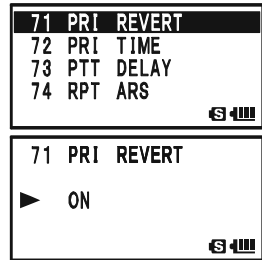 71 PRI REVERT
72 PRI TIME
73 PTT DELAY
74 RPT ARS
S
71 PRI REVERT
▶ ON
S